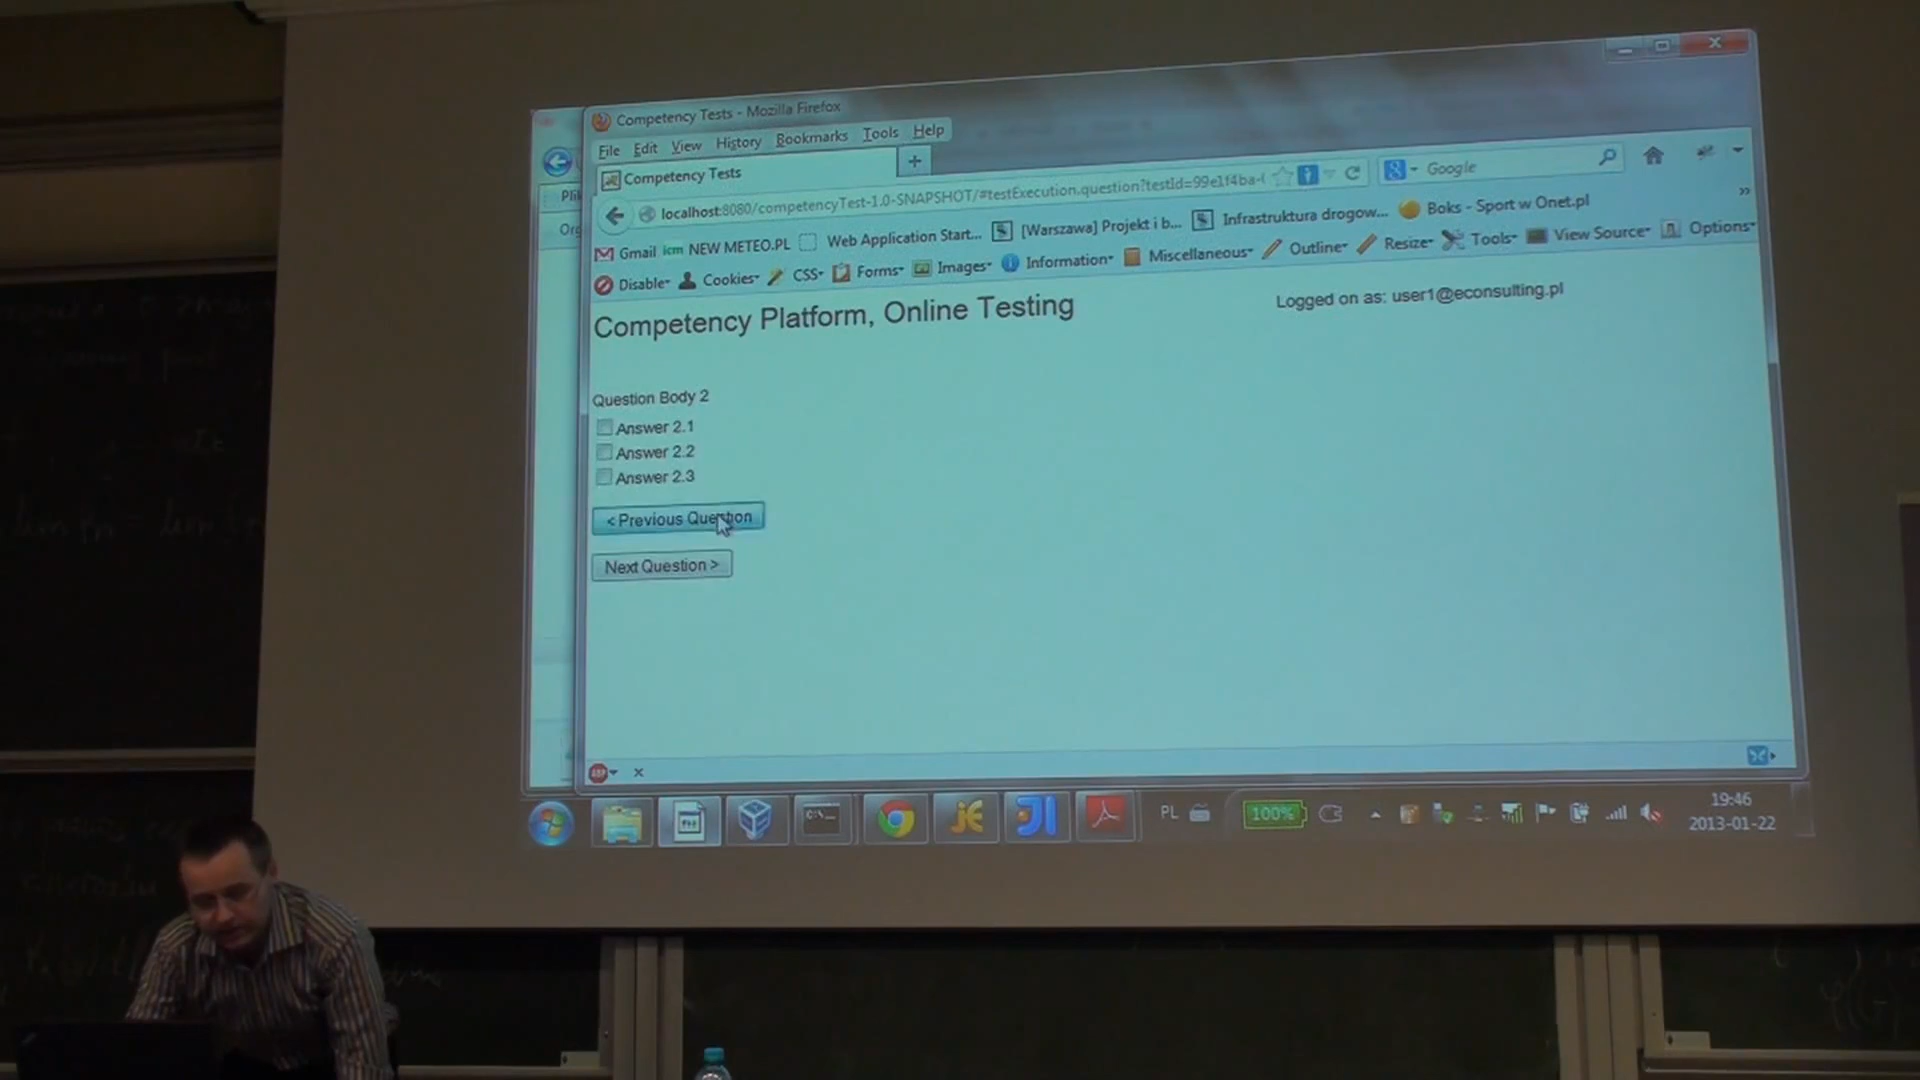 Competency Tests - Mozilla Firefox
File Edit View History Bookmarks Tools Help
Competency Tests
+
localhost:8080/competencyTest-1.0-SNAPSHOT/#testExecution.question?testId=99e1f4ba-
Google
Gmail icm NEW METEO.PL Web Application Start... [Warszawa] Projekt i b... Infrastruktura drogow... Boks - Sport w Onet.pl
Disable Cookies CSS Forms Images Information Miscellaneous Outline Resize Tools View Source Options
Competency Platform, Online Testing
Logged on as: user1@econsulting.pl
Question Body 2
Answer 2.1
Answer 2.2
Answer 2.3
< Previous Question
Next Question >
ABP
PL
100%
19:46
2013-01-22